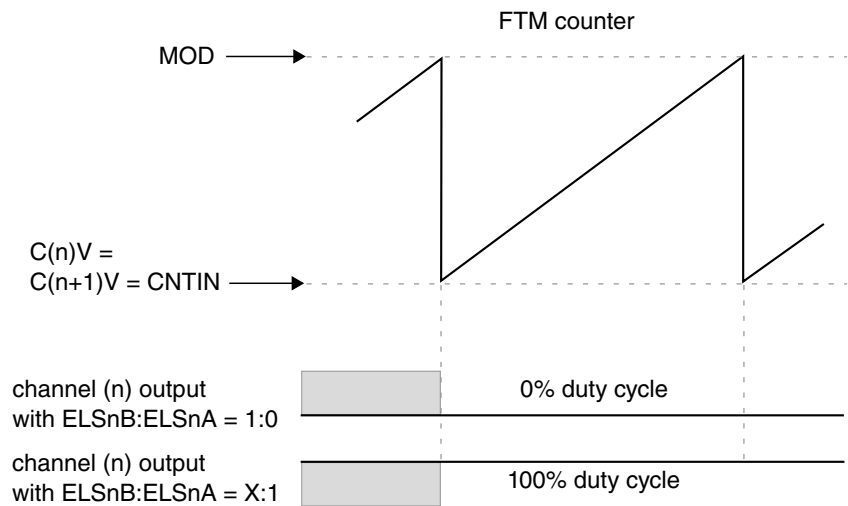 FTM counter
MOD
C(n)V =
C(n+1)V = CNTIN
channel (n) output
with ELSnB:ELSnA = 1:0
0% duty cycle
channel (n) output
with ELSnB:ELSnA = X:1
100% duty cycle